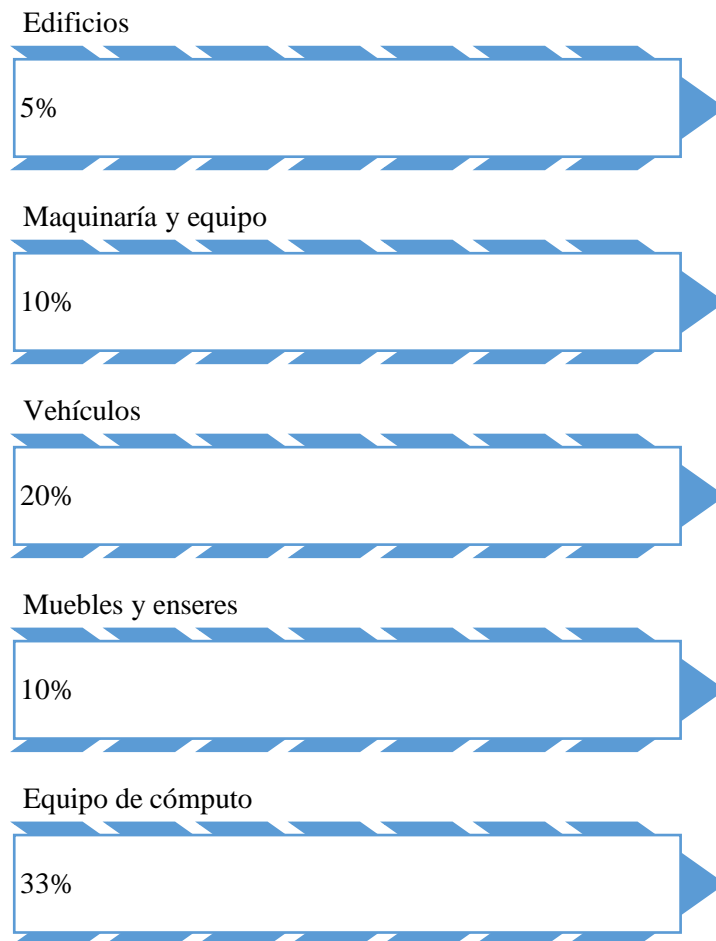 Edificios
5%
Maquinaría y equipo
10%
Vehículos
20%
Muebles y enseres
10%
Equipo de cómputo
33%